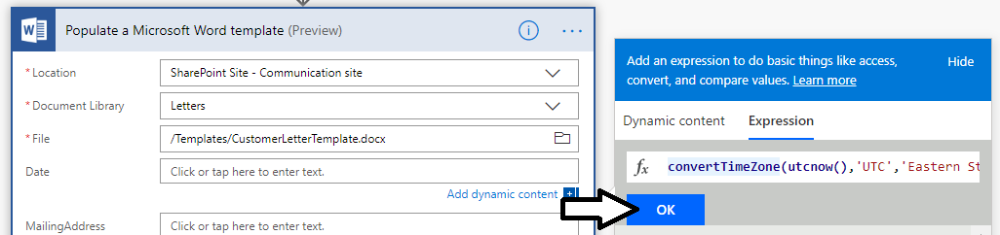 Populate a Microsoft Word template (Preview)
* Location
SharePoint Site - Communication site
* Document Library
Letters
* File
/Templates/CustomerLetterTemplate.docx
Date
Click or tap here to enter text.
Add dynamic content
MailingAddress
Click or tap here to enter text.
Add an expression to do basic things like access,
convert, and compare values. Learn more
Hide
Dynamic content
Expression
fx
convertTimeZone(utcnow(),'UTC','Eastern St
OK